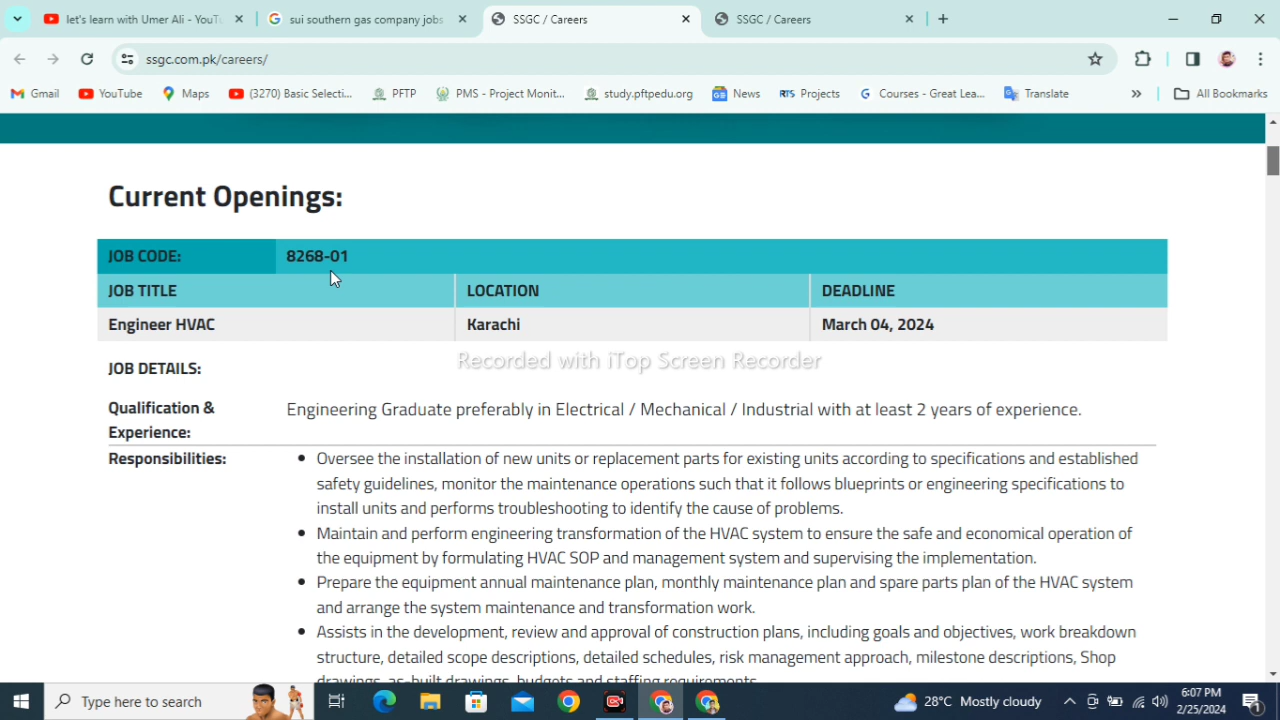 let's learn with Umer Ali - YouTu
sui southern gas company jobs
SSGC / Careers
SSGC / Careers
ssgc.com.pk/careers/
Gmail
YouTube
Maps
(3270) Basic Selecti...
PFTP
PMS - Project Monit...
study.pftpedu.org
News
RTS Projects
Courses - Great Lea...
Translate
All Bookmarks
Current Openings:
JOB CODE: 8268-01
JOB TITLE LOCATION DEADLINE
Engineer HVAC Karachi March 04, 2024
Recorded with iTop Screen Recorder
JOB DETAILS:
Qualification & Engineering Graduate preferably in Electrical / Mechanical / Industrial with at least 2 years of experience.
Experience:
Responsibilities: • Oversee the installation of new units or replacement parts for existing units according to specifications and established
safety guidelines, monitor the maintenance operations such that it follows blueprints or engineering specifications to
install units and performs troubleshooting to identify the cause of problems.
• Maintain and perform engineering transformation of the HVAC system to ensure the safe and economical operation of
the equipment by formulating HVAC SOP and management system and supervising the implementation.
• Prepare the equipment annual maintenance plan, monthly maintenance plan and spare parts plan of the HVAC system
and arrange the system maintenance and transformation work.
• Assists in the development, review and approval of construction plans, including goals and objectives, work breakdown
structure, detailed scope descriptions, detailed schedules, risk management approach, milestone descriptions, Shop
drawings, as-built drawings, budgets and staffing requirements.
Type here to search
28°C Mostly cloudy
6:07 PM
2/25/2024
1